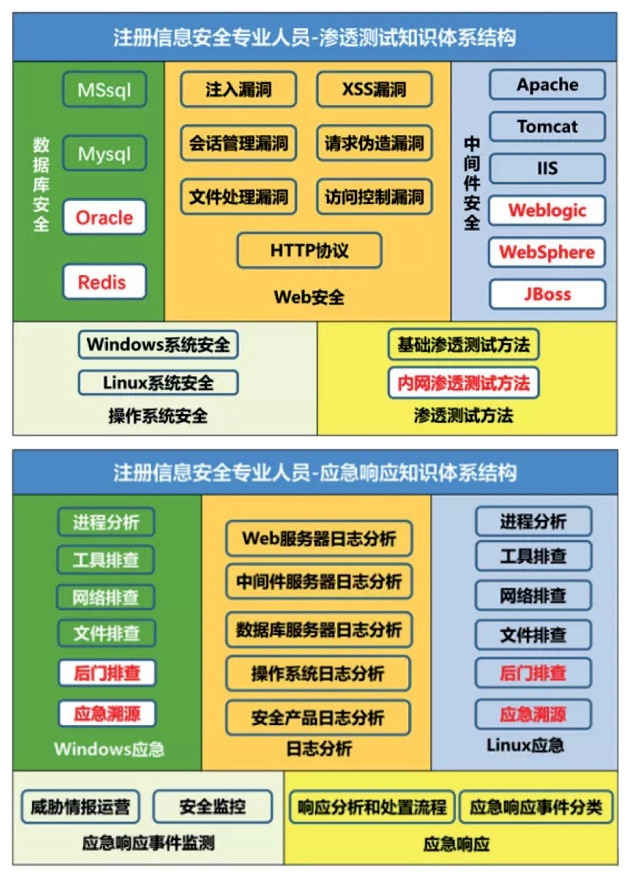 注册信息安全专业人员-渗透测试知识体系结构
数据库安全
MSsql
Mysql
Oracle
Redis
注入漏洞
XSS漏洞
会话管理漏洞
请求伪造漏洞
文件处理漏洞
访问控制漏洞
HTTP协议
Web安全
中间件安全
Apache
Tomcat
IIS
Weblogic
WebSphere
JBoss
Windows系统安全
Linux系统安全
操作系统安全
基础渗透测试方法
内网渗透测试方法
渗透测试方法
注册信息安全专业人员-应急响应知识体系结构
进程分析
工具排查
网络排查
文件排查
后门排查
应急溯源
Windows应急
Web服务器日志分析
中间件服务器日志分析
数据库服务器日志分析
操作系统日志分析
安全产品日志分析
日志分析
进程分析
工具排查
网络排查
文件排查
后门排查
应急溯源
Linux应急
威胁情报运营
安全监控
应急响应事件监测
响应分析和处置流程
应急响应事件分类
应急响应